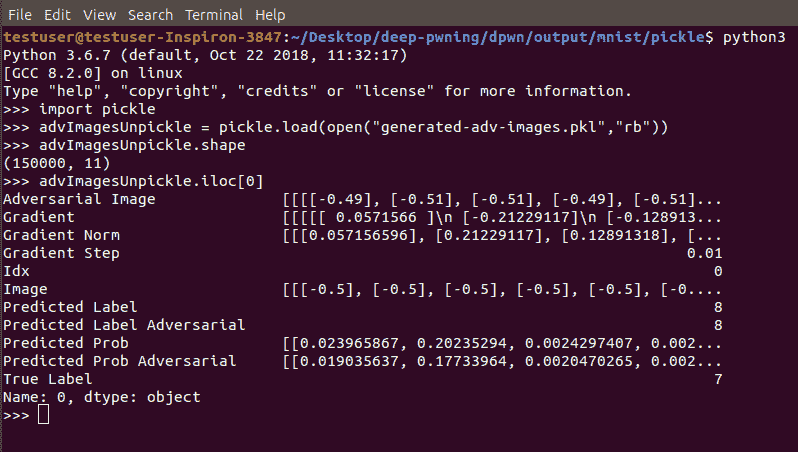 File Edit View Search Terminal Help
testuser@testuser-Inspiron-3847:~/Desktop/deep-pwning/dpwn/output/mnist/pickle$ python3
Python 3.6.7 (default, Oct 22 2018, 11:32:17)
[GCC 8.2.0] on linux
Type "help", "copyright", "credits" or "license" for more information.
>>> import pickle
>>> advImagesUnpickle = pickle.load(open("generated-adv-images.pkl","rb"))
>>> advImagesUnpickle.shape
(150000, 11)
>>> advImagesUnpickle.iloc[0]
Adversarial Image [[[[-0.49], [-0.51], [-0.51], [-0.49], [-0.51]...
Gradient [[[[[ 0.0571566 ]\n [-0.21229117]\n [-0.128913...
Gradient Norm [[[0.057156596], [0.21229117], [0.12891318], [...
Gradient Step 0.01
Idx 0
Image [[[-0.5], [-0.5], [-0.5], [-0.5], [-0.5], [-0....
Predicted Label 8
Predicted Label Adversarial 8
Predicted Prob [[0.023965867, 0.20235294, 0.0024297407, 0.002...
Predicted Prob Adversarial [[0.019035637, 0.17733964, 0.0020470265, 0.002...
True Label 7
Name: 0, dtype: object
>>>